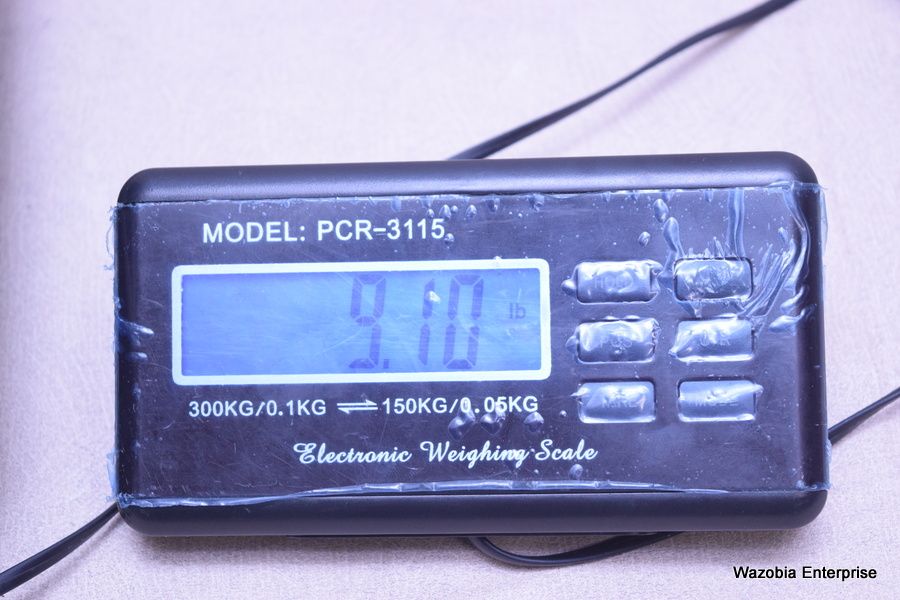 MODEL: PCR-3115
9.10 lb
300KG/0.1KG ⇌ 150KG/0.05KG
Electronic Weighing Scale
Wazobia Enterprise